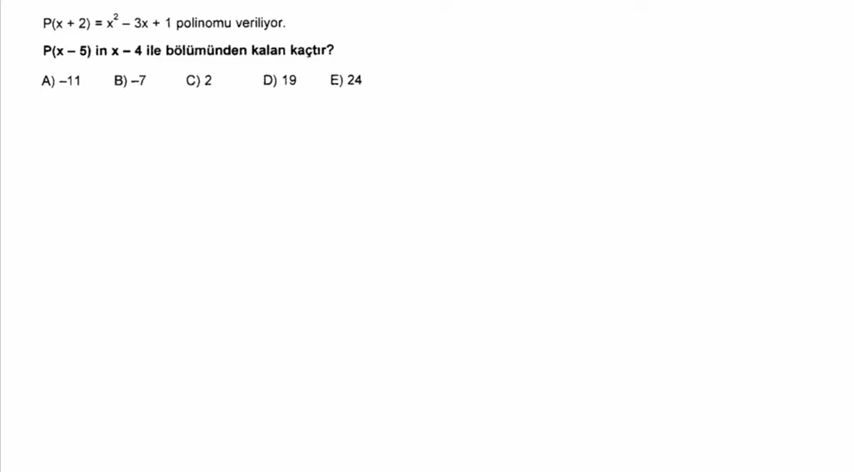 P(x + 2) = x² – 3x + 1 polinomu veriliyor.
P(x – 5) in x – 4 ile bölümünden kalan kaçtır?
A) –11 B) –7 C) 2 D) 19 E) 24